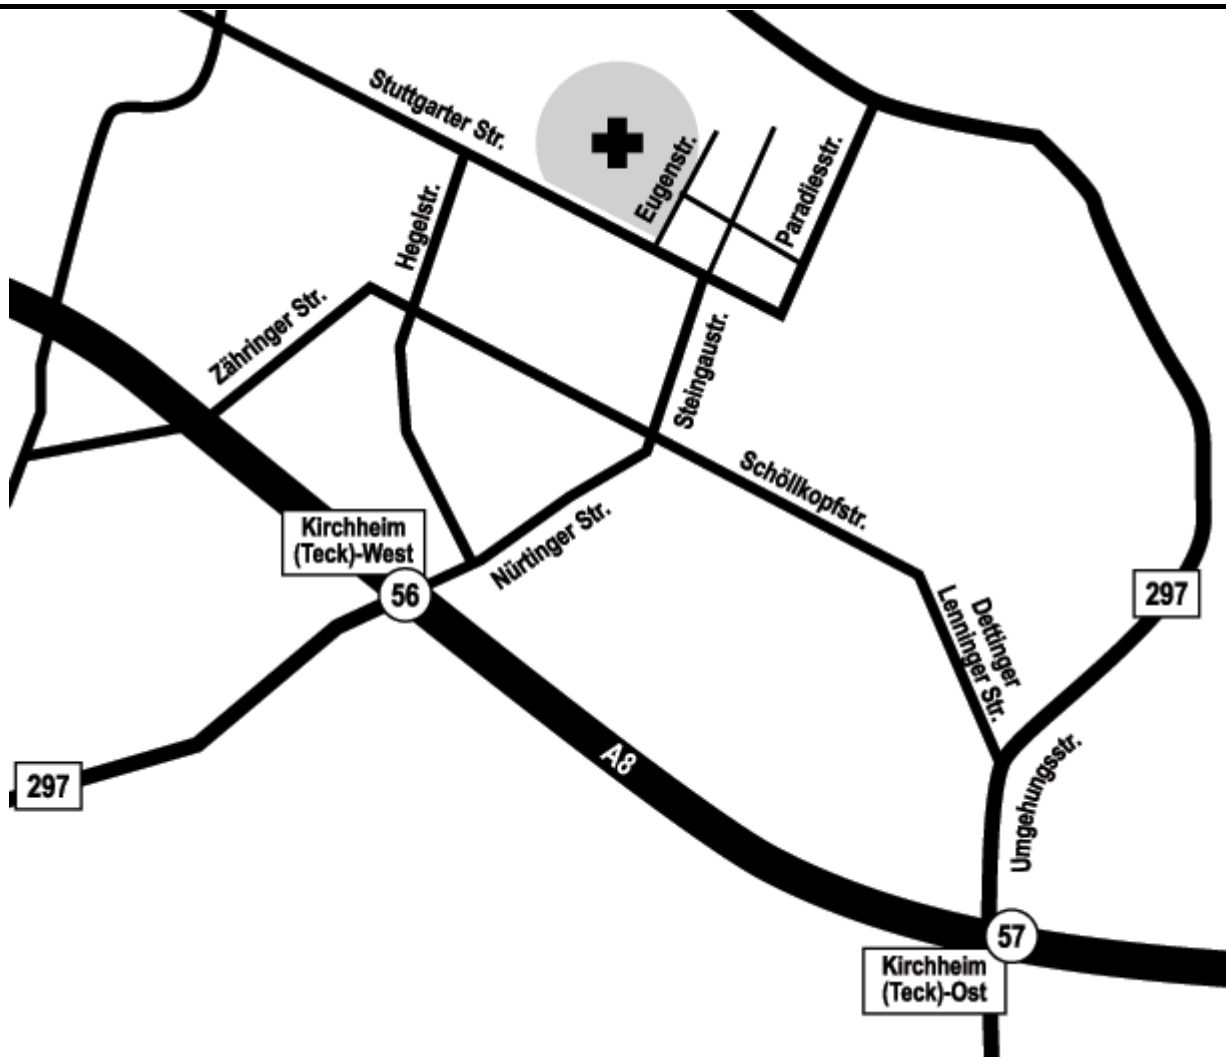 Stuttgarter Str.
Eugenstr.
Paradiesstr.
Hegelstr.
Zähringer Str.
Steingaustr.
Schöllkopfstr.
Kirchheim
(Teck)-West
Nürtinger Str.
56
297
Dettinger
Lenninger Str.
297
A8
Umgehungsstr.
57
Kirchheim
(Teck)-Ost